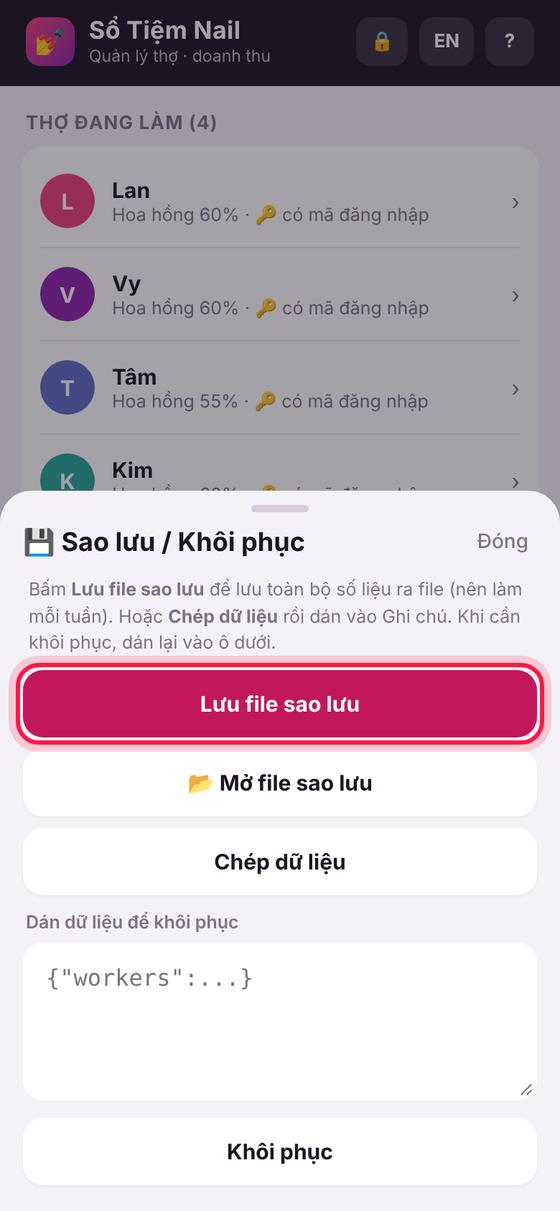 Sổ Tiệm Nail
Quản lý thợ · doanh thu
EN
?
THỢ ĐANG LÀM (4)
L
Lan
Hoa hồng 60% · 🔑 có mã đăng nhập
V
Vy
Hoa hồng 60% · 🔑 có mã đăng nhập
T
Tâm
Hoa hồng 55% · 🔑 có mã đăng nhập
K
Kim
💾 Sao lưu / Khôi phục
Đóng
Bấm Lưu file sao lưu để lưu toàn bộ số liệu ra file (nên làm
mỗi tuần). Hoặc Chép dữ liệu rồi dán vào Ghi chú. Khi cần
khôi phục, dán lại vào ô dưới.
Lưu file sao lưu
📂 Mở file sao lưu
Chép dữ liệu
Dán dữ liệu để khôi phục
{"workers":...}
Khôi phục